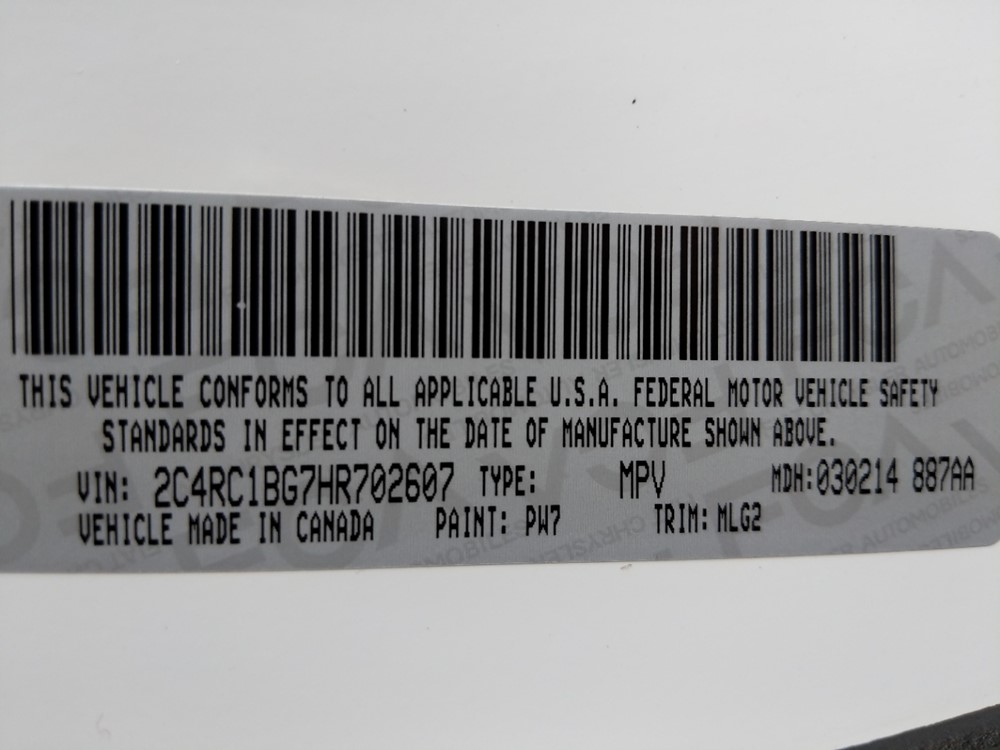 THIS VEHICLE CONFORMS TO ALL APPLICABLE U.S.A. FEDERAL MOTOR VEHICLE SAFETY
STANDARDS IN EFFECT ON THE DATE OF MANUFACTURE SHOWN ABOVE.
VIN: 2C4RC1BG7HR702607 TYPE: MPV MDH:030214 887AA
VEHICLE MADE IN CANADA PAINT: PW7 TRIM: MLG2